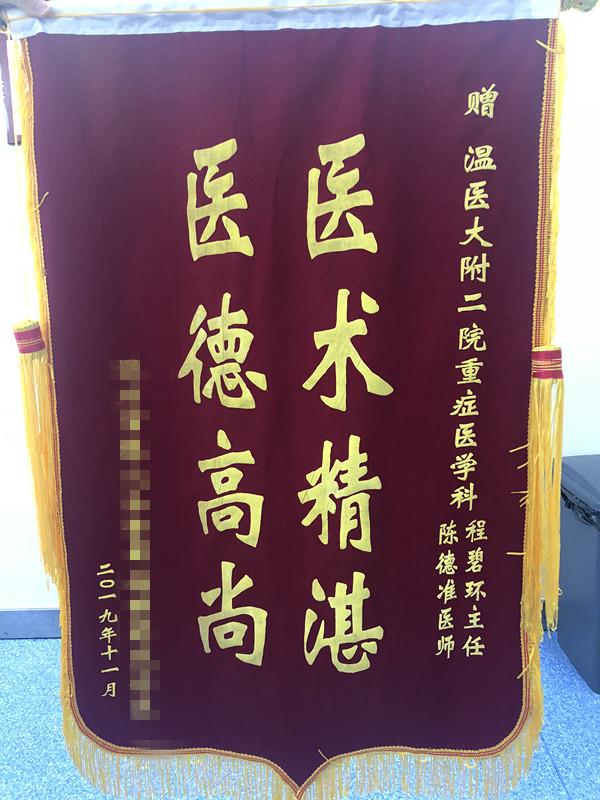 赠 温医大附二院重症医学科
程碧环主任
陈德准医师
医术精湛
医德高尚
二〇一九年十一月